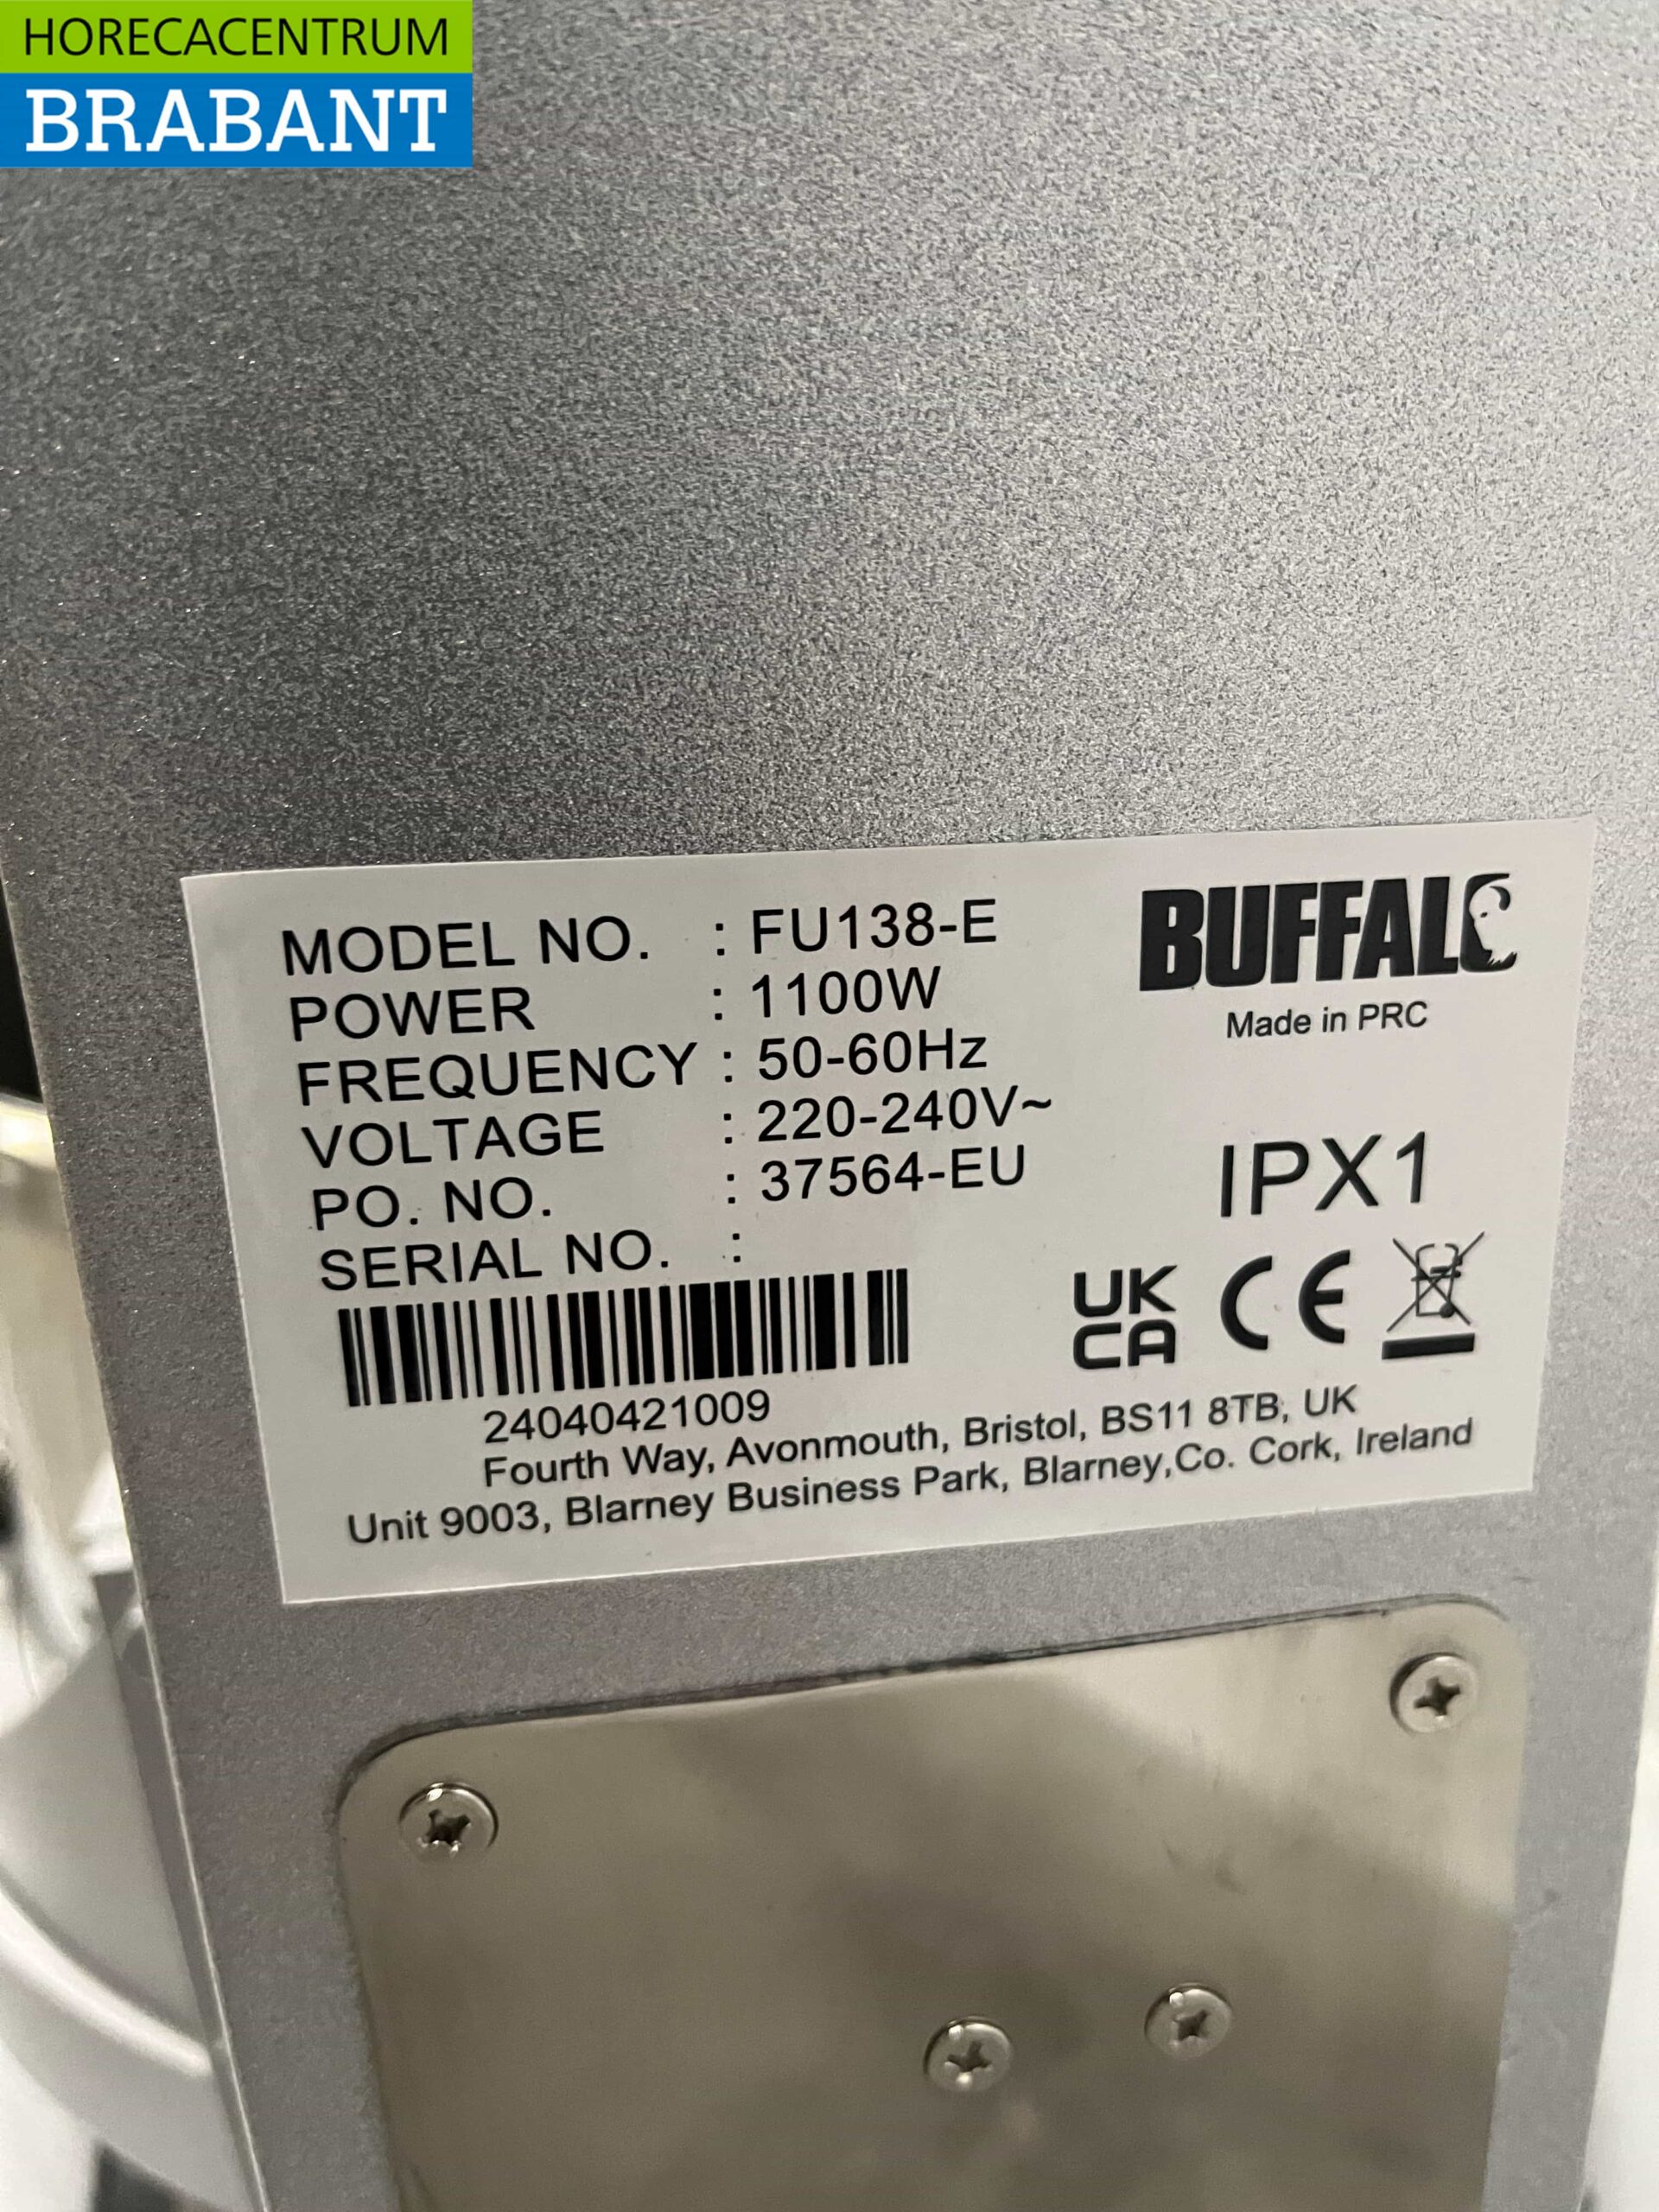 HORECACENTRUM
BRABANT
MODEL NO. : FU138-E
POWER : 1100W
FREQUENCY : 50-60Hz
VOLTAGE : 220-240V~
PO. NO. : 37564-EU
SERIAL NO. :
24040421009
BUFFALO
Made in PRC
IPX1
UK
CA
CE
Fourth Way, Avonmouth, Bristol, BS11 8TB, UK
Unit 9003, Blarney Business Park, Blarney,Co. Cork, Ireland